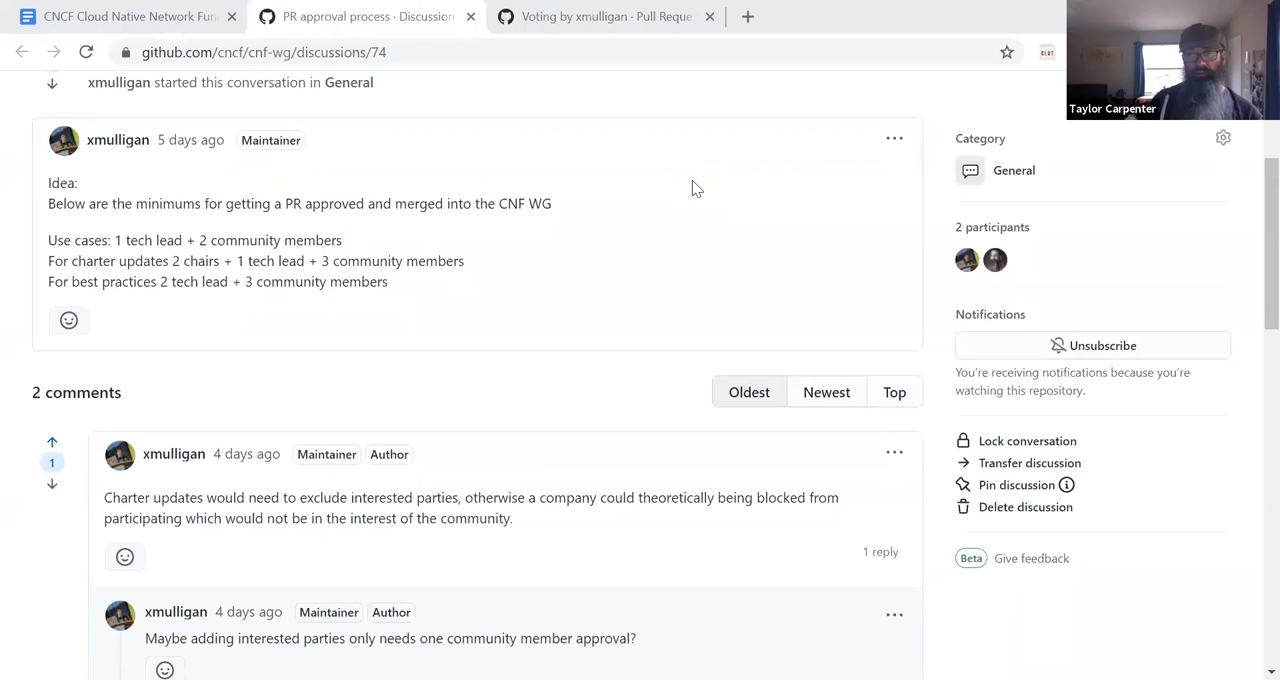 CNCF Cloud Native Network Fun
PR approval process · Discussion
Voting by xmulligan · Pull Reque
github.com/cncf/cnf-wg/discussions/74
Taylor Carpenter
xmulligan started this conversation in General
xmulligan 5 days ago Maintainer
Idea:
Below are the minimums for getting a PR approved and merged into the CNF WG
Use cases: 1 tech lead + 2 community members
For charter updates 2 chairs + 1 tech lead + 3 community members
For best practices 2 tech lead + 3 community members
2 comments
Oldest Newest Top
1
xmulligan 4 days ago Maintainer Author
Charter updates would need to exclude interested parties, otherwise a company could theoretically being blocked from
participating which would not be in the interest of the community.
1 reply
xmulligan 4 days ago Maintainer Author
Maybe adding interested parties only needs one community member approval?
Category
General
2 participants
Notifications
Unsubscribe
You're receiving notifications because you're
watching this repository.
Lock conversation
Transfer discussion
Pin discussion
Delete discussion
Beta Give feedback